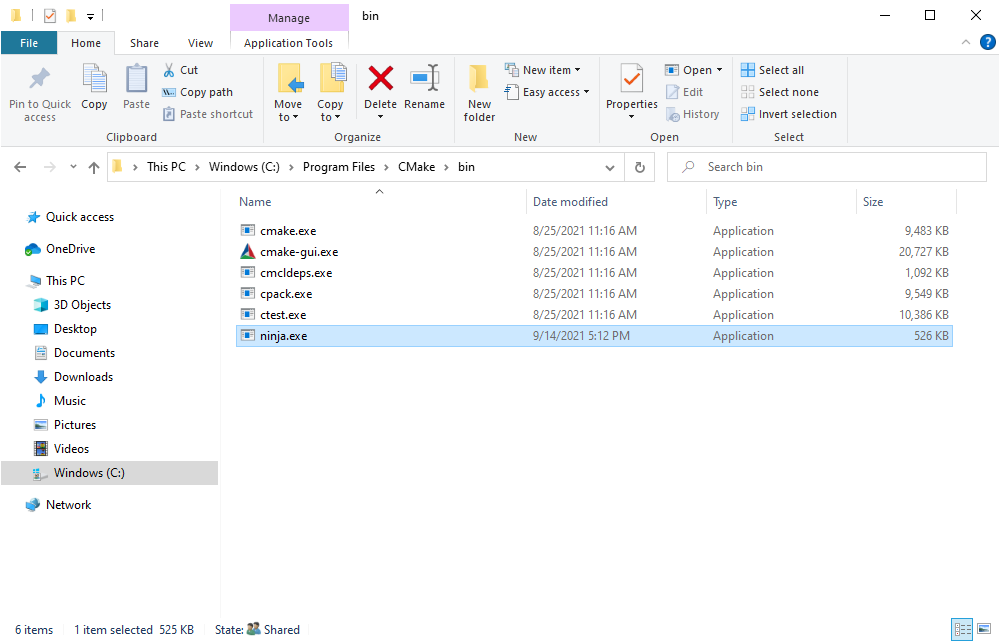 Manage
bin
File
Home
Share
View
Application Tools
Pin to Quick access
Copy
Paste
Cut
Copy path
Paste shortcut
Clipboard
Move to
Copy to
Delete
Rename
Organize
New folder
New item
Easy access
New
Properties
Open
Edit
History
Open
Select all
Select none
Invert selection
Select
This PC > Windows (C:) > Program Files > CMake > bin
Search bin
Quick access
OneDrive
This PC
3D Objects
Desktop
Documents
Downloads
Music
Pictures
Videos
Windows (C:)
Network
Name Date modified Type Size
cmake.exe 8/25/2021 11:16 AM Application 9,483 KB
cmake-gui.exe 8/25/2021 11:16 AM Application 20,727 KB
cmcldeps.exe 8/25/2021 11:16 AM Application 1,092 KB
cpack.exe 8/25/2021 11:16 AM Application 9,549 KB
ctest.exe 8/25/2021 11:16 AM Application 10,386 KB
ninja.exe 9/14/2021 5:12 PM Application 526 KB
6 items 1 item selected 525 KB State: Shared